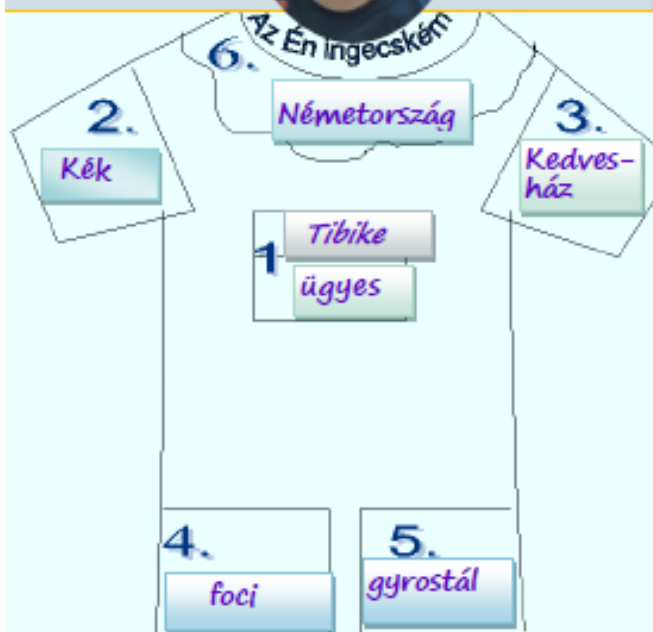 Az Én Ingecském
6.
Németország
2.
Kék
3.
Kedves-
ház
1
Tibike
ügyes
4.
foci
5.
gyrostál